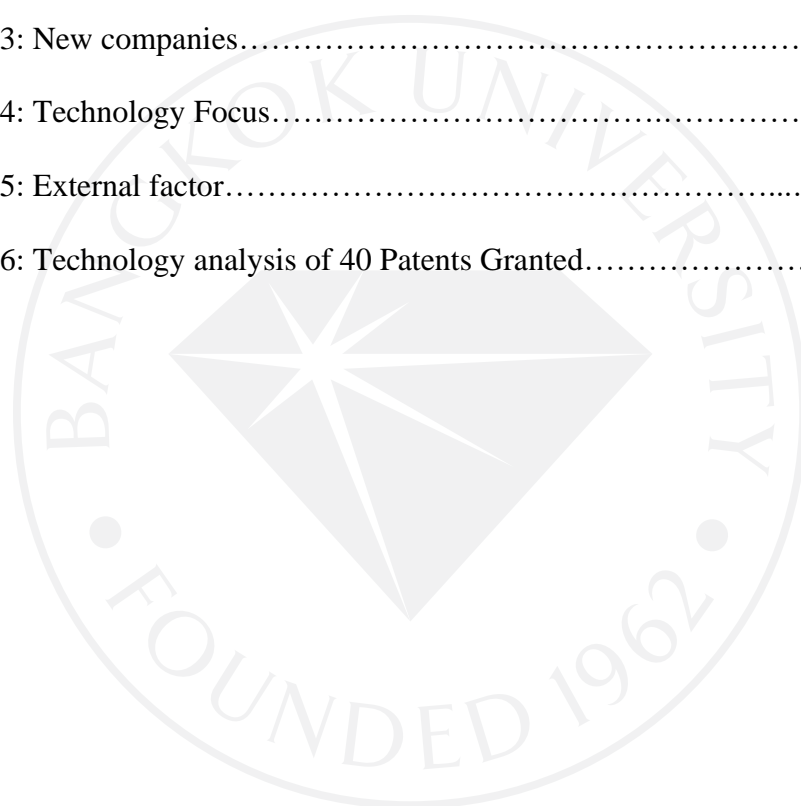 3: New companies………………………………………….……
4: Technology Focus……………………………….……………
5: External factor……………………………………………...…
6: Technology analysis of 40 Patents Granted…………………
BANGKOK UNIVERSITY
• FOUNDED 1962 •